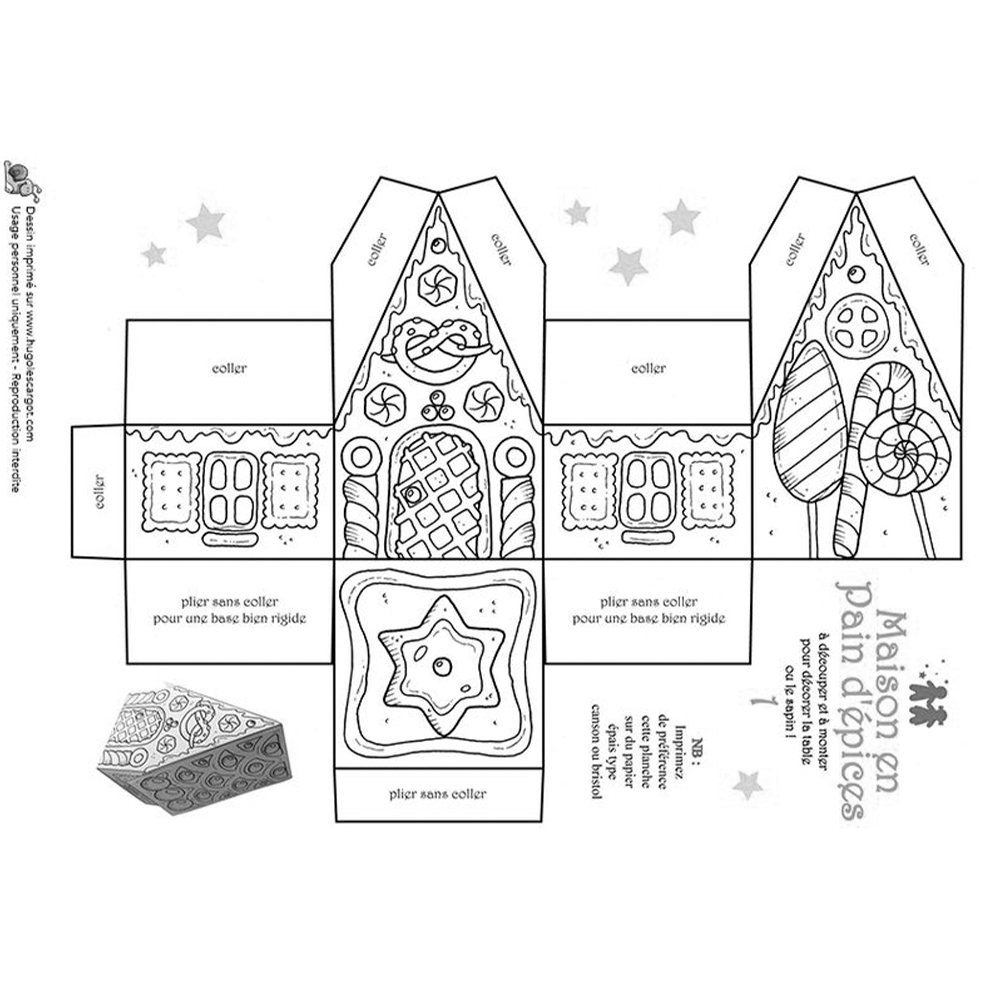 Dessin imprimé sur www.hugolescargot.com
Usage personnel uniquement - Reproduction interdite
coller
coller
coller
coller
coller
coller
coller
plier sans coller
pour une base bien rigide
plier sans coller
pour une base bien rigide
plier sans coller
Maison en
Pain d'épices
à découper et à monter
pour décorer la table
ou le sapin !
1
NB :
Imprimez
de préférence
cette planche
sur du papier
épais type
canson ou bristol